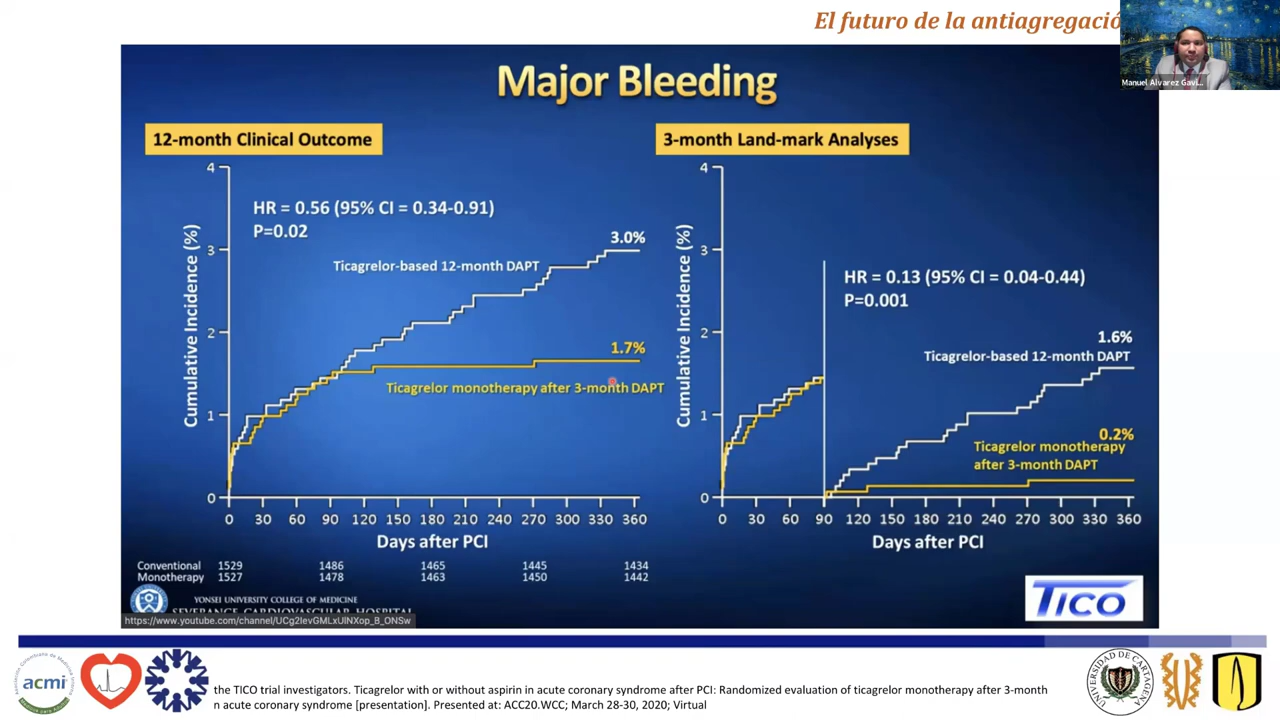 El futuro de la antiagregació
Manuel Alvarez Gavi...
Major Bleeding
12-month Clinical Outcome
4
3
2
1
0
Cumulative Incidence (%)
HR = 0.56 (95% CI = 0.34-0.91)
P=0.02
3.0%
Ticagrelor-based 12-month DAPT
1.7%
Ticagrelor monotherapy after 3-month DAPT
0 30 60 90 120 150 180 210 240 270 300 330 360
Days after PCI
Conventional 1529 1486 1465 1445 1434
Monotherapy 1527 1478 1463 1450 1442
3-month Land-mark Analyses
4
3
2
1
0
Cumulative Incidence (%)
HR = 0.13 (95% CI = 0.04-0.44)
P=0.001
1.6%
Ticagrelor-based 12-month DAPT
0.2%
Ticagrelor monotherapy
after 3-month DAPT
0 30 60 90 120 150 180 210 240 270 300 330 360
Days after PCI
YONSEI UNIVERSITY COLLEGE OF MEDICINE
SEVERANCE CARDIOVASCULAR HOSPITAL
TICO
acmi
UNIVERSIDAD DE CARTAGENA
the TICO trial investigators. Ticagrelor with or without aspirin in acute coronary syndrome after PCI: Randomized evaluation of ticagrelor monotherapy after 3-month
n acute coronary syndrome [presentation]. Presented at: ACC20.WCC; March 28-30, 2020; Virtual